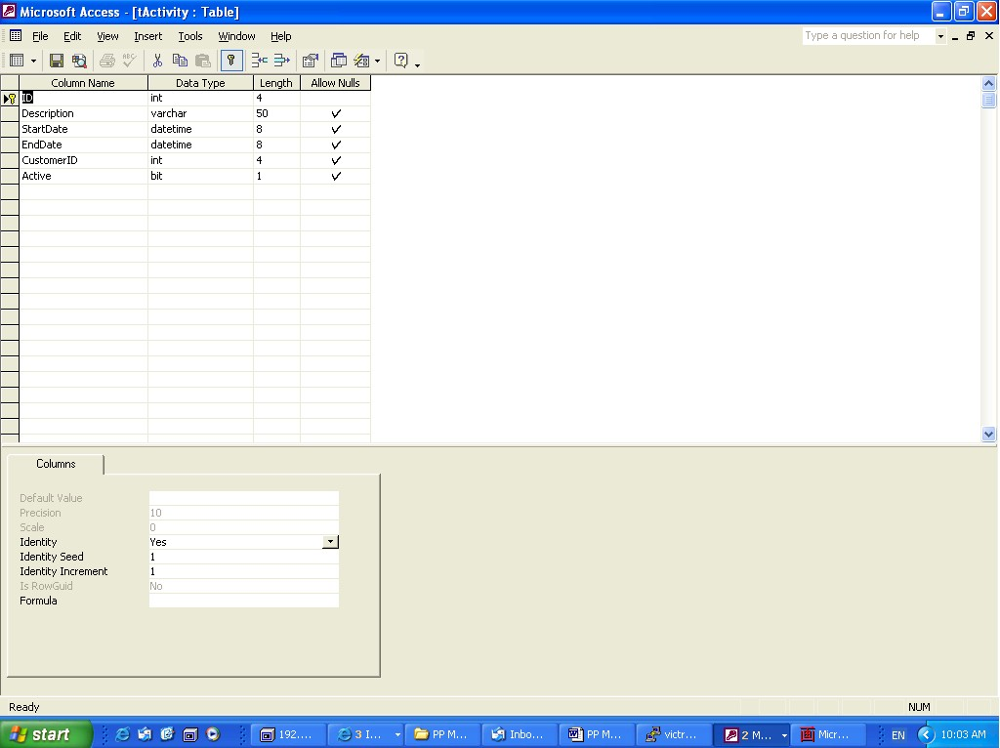 Microsoft Access - [tActivity : Table]
File Edit View Insert Tools Window Help Type a question for help
Column Name Data Type Length Allow Nulls
ID int 4
Description varchar 50
StartDate datetime 8
EndDate datetime 8
CustomerID int 4
Active bit 1
Columns
Default Value
Precision 10
Scale 0
Identity Yes
Identity Seed 1
Identity Increment 1
Is RowGuid No
Formula
Ready NUM
start 192.... 3 I... PP M... Inbo... PP M... victr... 2 M... Micr... EN 10:03 AM